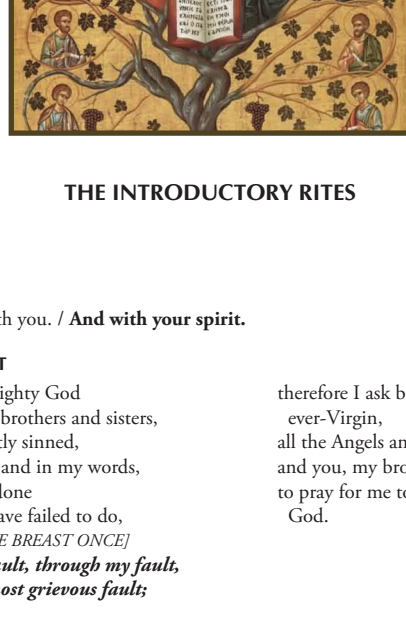 THE INTRODUCTORY RITES
th you. / And with your spirit.
T
ighty God
brothers and sisters,
tly sinned,
and in my words,
done
ave failed to do,
E BREAST ONCE]
ult, through my fault,
ost grievous fault;
therefore I ask b
ever-Virgin,
all the Angels an
and you, my bro
to pray for me to
God.